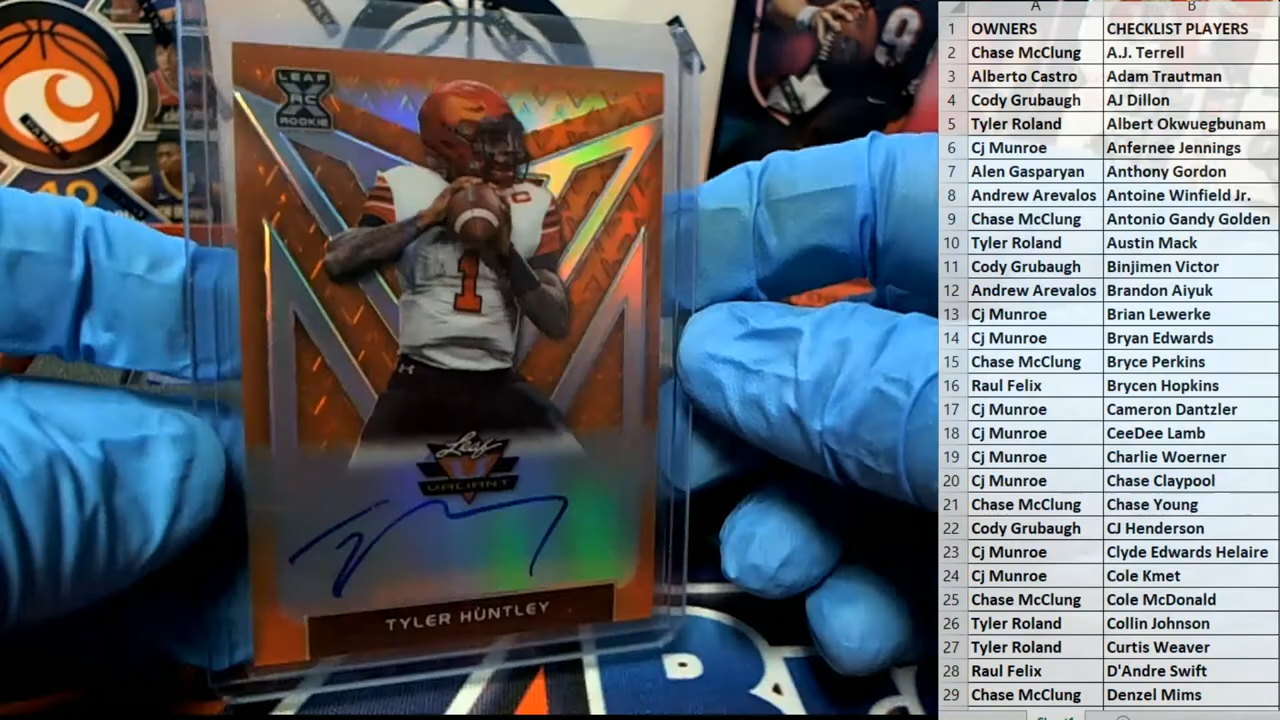 LEAF
RC
ROOKIE
1
Leaf
VALIANT
TYLER HUNTLEY
A B
1 OWNERS CHECKLIST PLAYERS
2 Chase McClung A.J. Terrell
3 Alberto Castro Adam Trautman
4 Cody Grubaugh AJ Dillon
5 Tyler Roland Albert Okwuegbunam
6 Cj Munroe Anfernee Jennings
7 Alen Gasparyan Anthony Gordon
8 Andrew Arevalos Antoine Winfield Jr.
9 Chase McClung Antonio Gandy Golden
10 Tyler Roland Austin Mack
11 Cody Grubaugh Binjimen Victor
12 Andrew Arevalos Brandon Aiyuk
13 Cj Munroe Brian Lewerke
14 Cj Munroe Bryan Edwards
15 Chase McClung Bryce Perkins
16 Raul Felix Brycen Hopkins
17 Cj Munroe Cameron Dantzler
18 Cj Munroe CeeDee Lamb
19 Cj Munroe Charlie Woerner
20 Cj Munroe Chase Claypool
21 Chase McClung Chase Young
22 Cody Grubaugh CJ Henderson
23 Cj Munroe Clyde Edwards Helaire
24 Cj Munroe Cole Kmet
25 Chase McClung Cole McDonald
26 Tyler Roland Collin Johnson
27 Tyler Roland Curtis Weaver
28 Raul Felix D'Andre Swift
29 Chase McClung Denzel Mims